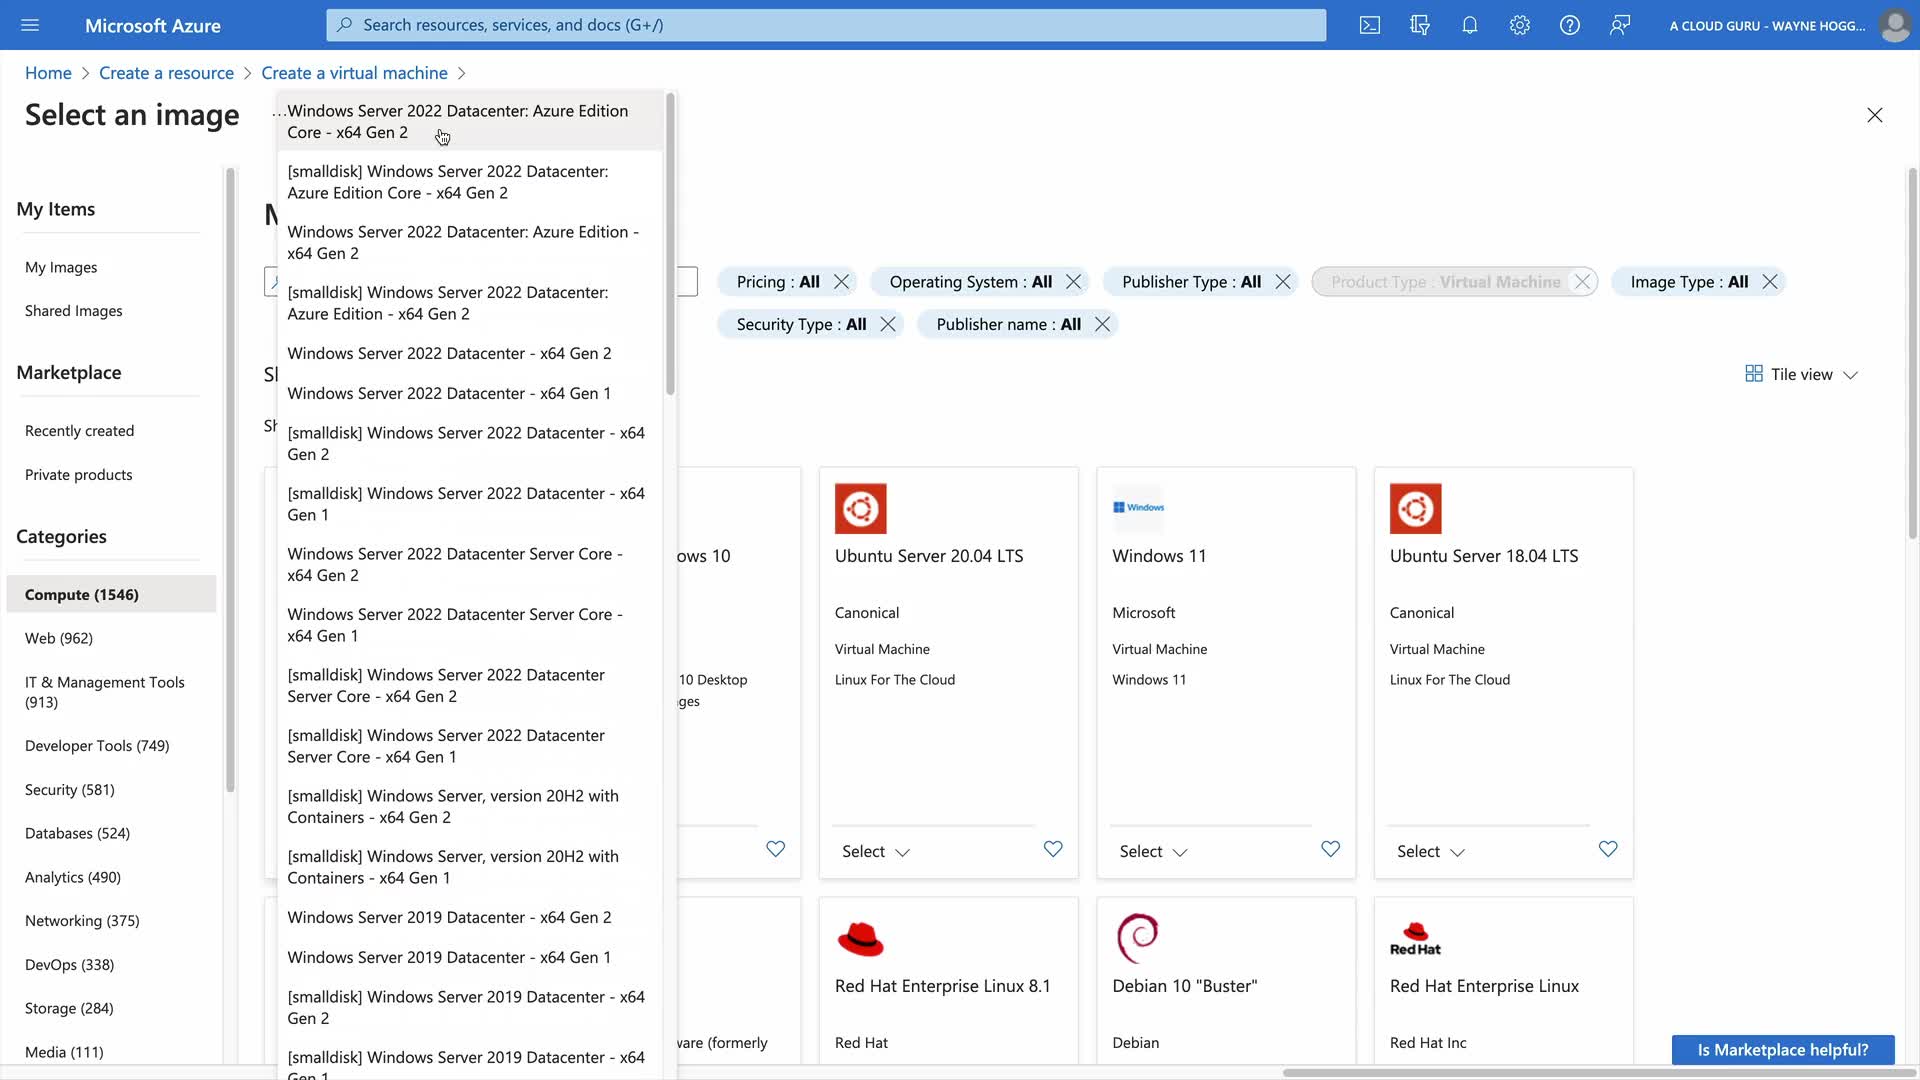 Microsoft Azure
Search resources, services, and docs (G+/)
A CLOUD GURU - WAYNE HOGG...
Home > Create a resource > Create a virtual machine >
Select an image
...
My Items
My Images
Shared Images
Marketplace
Recently created
Private products
Categories
Compute (1546)
Web (962)
IT & Management Tools
(913)
Developer Tools (749)
Security (581)
Databases (524)
Analytics (490)
Networking (375)
DevOps (338)
Storage (284)
Media (111)
Windows Server 2022 Datacenter: Azure Edition
Core - x64 Gen 2
[smalldisk] Windows Server 2022 Datacenter:
Azure Edition Core - x64 Gen 2
Windows Server 2022 Datacenter: Azure Edition -
x64 Gen 2
[smalldisk] Windows Server 2022 Datacenter:
Azure Edition - x64 Gen 2
Windows Server 2022 Datacenter - x64 Gen 2
Windows Server 2022 Datacenter - x64 Gen 1
[smalldisk] Windows Server 2022 Datacenter - x64
Gen 2
[smalldisk] Windows Server 2022 Datacenter - x64
Gen 1
Windows Server 2022 Datacenter Server Core -
x64 Gen 2
Windows Server 2022 Datacenter Server Core -
x64 Gen 1
[smalldisk] Windows Server 2022 Datacenter
Server Core - x64 Gen 2
[smalldisk] Windows Server 2022 Datacenter
Server Core - x64 Gen 1
[smalldisk] Windows Server, version 20H2 with
Containers - x64 Gen 2
[smalldisk] Windows Server, version 20H2 with
Containers - x64 Gen 1
Windows Server 2019 Datacenter - x64 Gen 2
Windows Server 2019 Datacenter - x64 Gen 1
[smalldisk] Windows Server 2019 Datacenter - x64
Gen 2
[smalldisk] Windows Server 2019 Datacenter - x64
Gen 1
Pricing : All
Operating System : All
Publisher Type : All
Product Type : Virtual Machine
Image Type : All
Security Type : All
Publisher name : All
Tile view
ows 10
10 Desktop
ges
Ubuntu Server 20.04 LTS
Canonical
Virtual Machine
Linux For The Cloud
Select
Windows
Windows 11
Microsoft
Virtual Machine
Windows 11
Select
Ubuntu Server 18.04 LTS
Canonical
Virtual Machine
Linux For The Cloud
Select
ware (formerly
Red Hat Enterprise Linux 8.1
Red Hat
Debian 10 "Buster"
Debian
Red Hat
Red Hat Enterprise Linux
Red Hat Inc
Is Marketplace helpful?